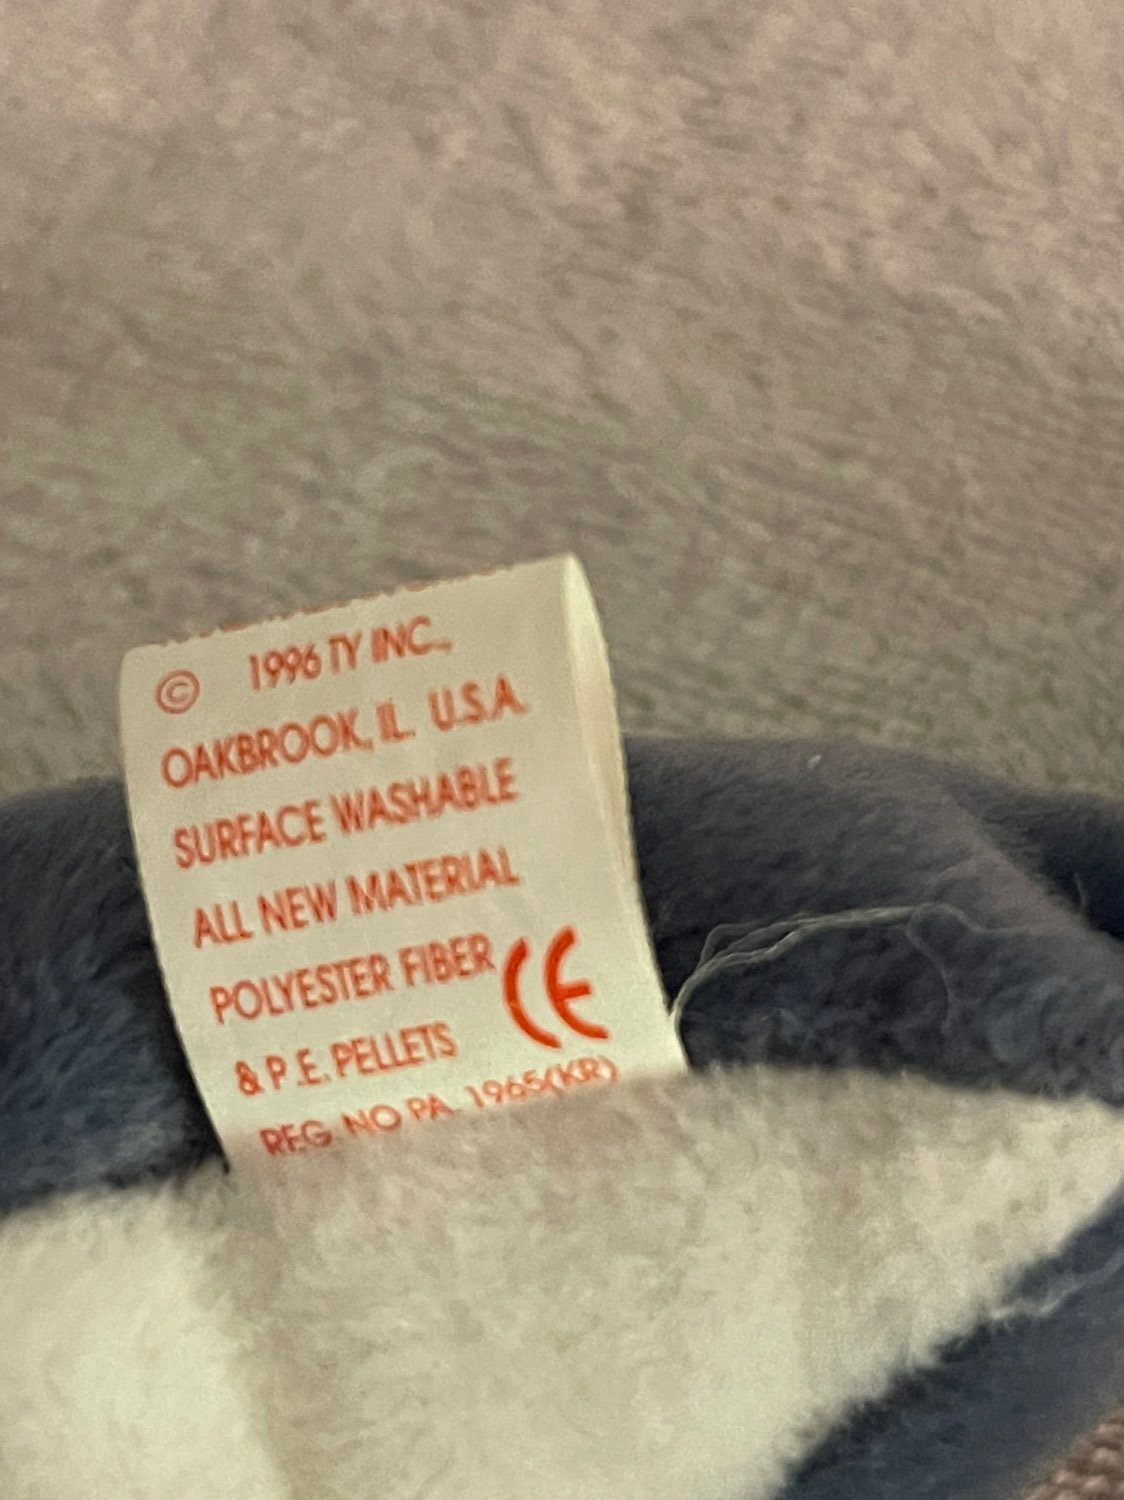 © 1996 TY INC.,
OAKBROOK, IL. U.S.A.
SURFACE WASHABLE
ALL NEW MATERIAL
POLYESTER FIBER
& P.E. PELLETS CE
REG. NO PA. 1965(KR)